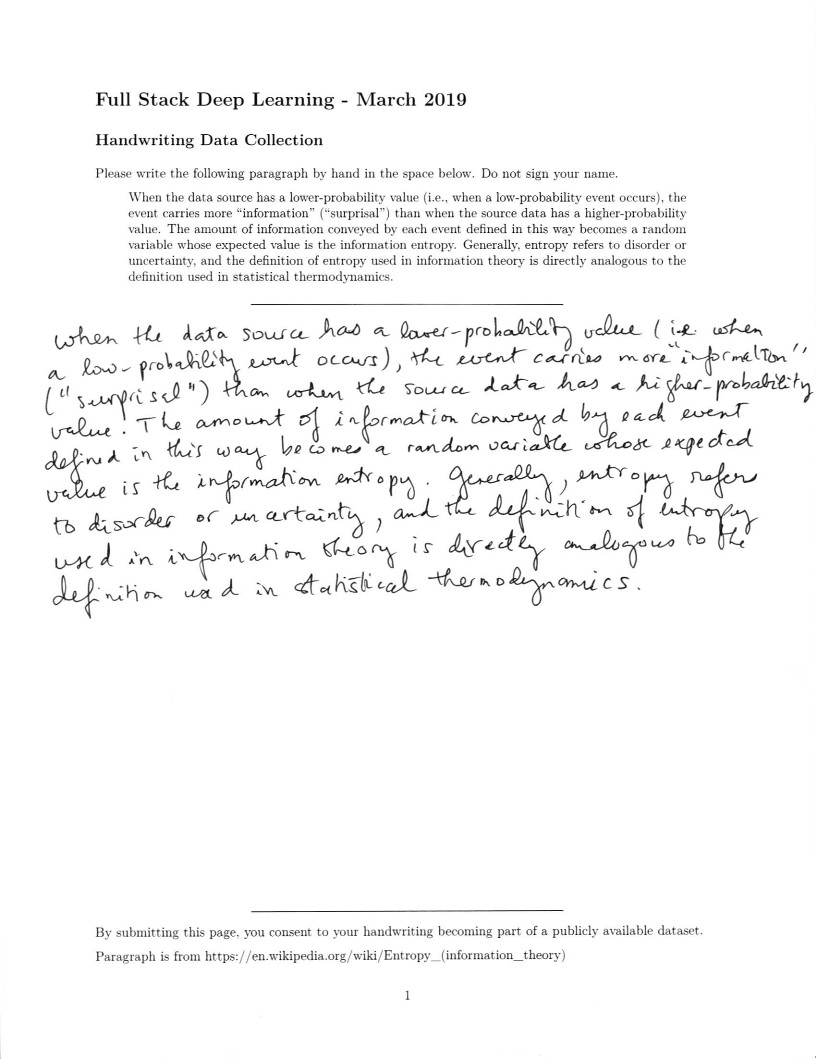 Full Stack Deep Learning - March 2019
Handwriting Data Collection
Please write the following paragraph by hand in the space below. Do not sign your name.
When the data source has a lower-probability value (i.e., when a low-probability event occurs), the
event carries more “information” (“surprisal”) than when the source data has a higher-probability
value. The amount of information conveyed by each event defined in this way becomes a random
variable whose expected value is the information entropy. Generally, entropy refers to disorder or
uncertainty, and the definition of entropy used in information theory is directly analogous to the
definition used in statistical thermodynamics.
when the data source has a lower-probability value (i.e. when
a low-probability event occurs), the event carries more "information"
("surprisal") than when the source data has a higher-probability
value. The amount of information conveyed by each event
defined in this way becomes a random variable whose expected
value is the information entropy. Generally, entropy refers
to disorder or uncertainty, and the definition of entropy
used in information theory is directly analogous to the
definition used in statistical thermodynamics.
By submitting this page, you consent to your handwriting becoming part of a publicly available dataset.
Paragraph is from https://en.wikipedia.org/wiki/Entropy_(information_theory)
1